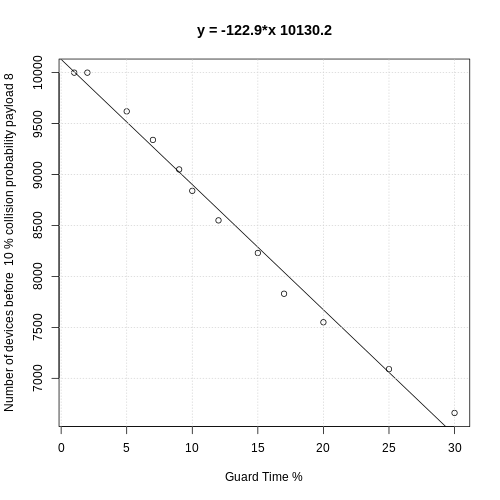 y = -122.9*x 10130.2
Number of devices before  10 % collision probability payload 8
10000
9500
9000
8500
8000
7500
7000
0 5 10 15 20 25 30
Guard Time %